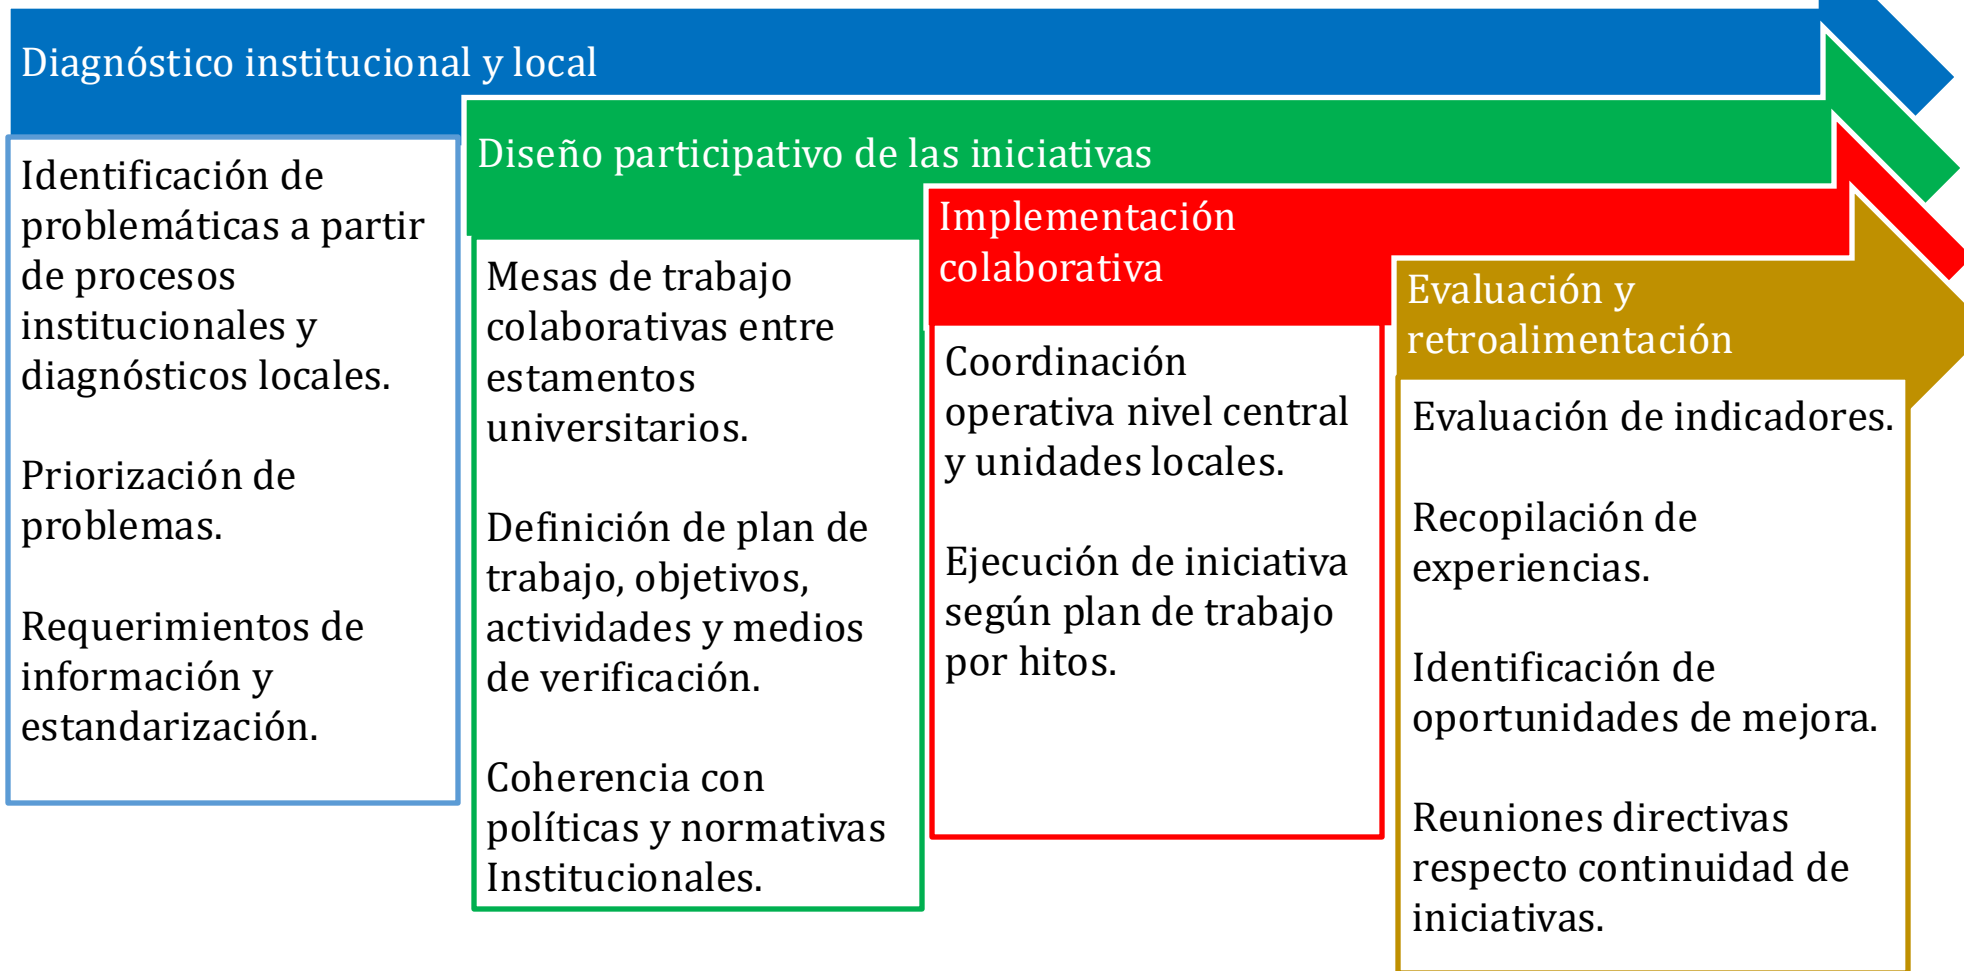 Diagnóstico institucional y local
Identificación de
problemáticas a partir
de procesos
institucionales y
diagnósticos locales.
Priorización de
problemas.
Requerimientos de
información y
estandarización.
Diseño participativo de las iniciativas
Mesas de trabajo
colaborativas entre
estamentos
universitarios.
Definición de plan de
trabajo, objetivos,
actividades y medios
de verificación.
Coherencia con
políticas y normativas
Institucionales.
Implementación
colaborativa
Coordinación
operativa nivel central
y unidades locales.
Ejecución de iniciativa
según plan de trabajo
por hitos.
Evaluación y
retroalimentación
Evaluación de indicadores.
Recopilación de
experiencias.
Identificación de
oportunidades de mejora.
Reuniones directivas
respecto continuidad de
iniciativas.